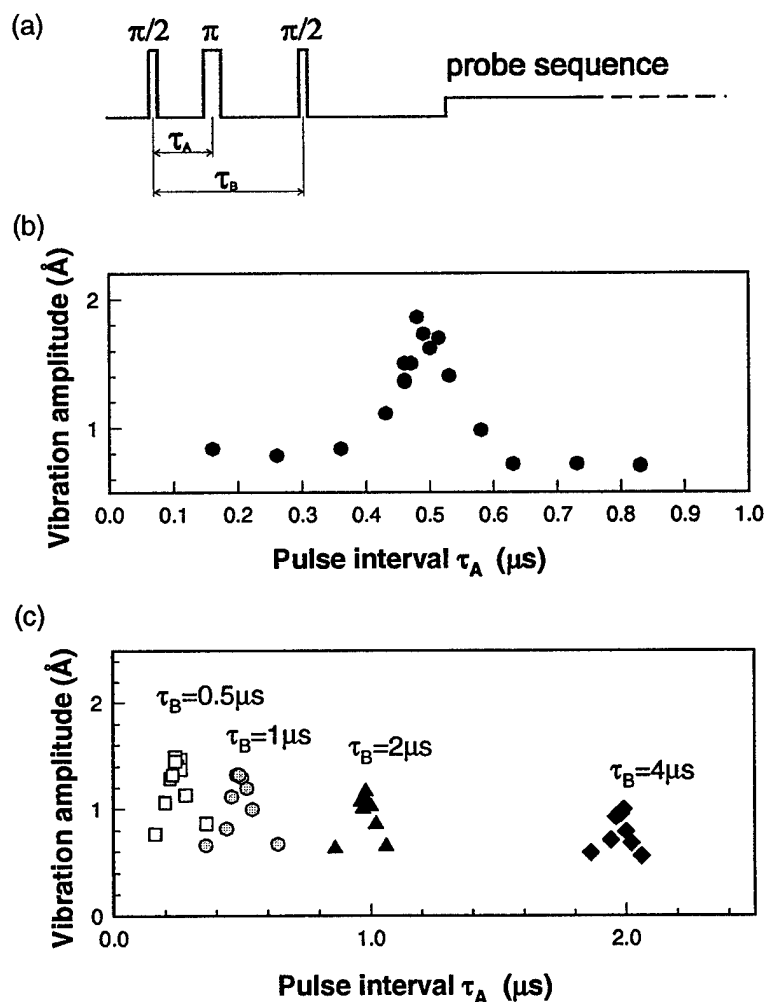 (a)
π/2 π π/2
probe sequence
τA
τB
(b)
Vibration amplitude (Å)
2
1
0.0 0.1 0.2 0.3 0.4 0.5 0.6 0.7 0.8 0.9 1.0
Pulse interval τA (μs)
(c)
Vibration amplitude (Å)
2
1
0
τB=0.5μs
τB=1μs
τB=2μs
τB=4μs
0.0 1.0 2.0
Pulse interval τA (μs)